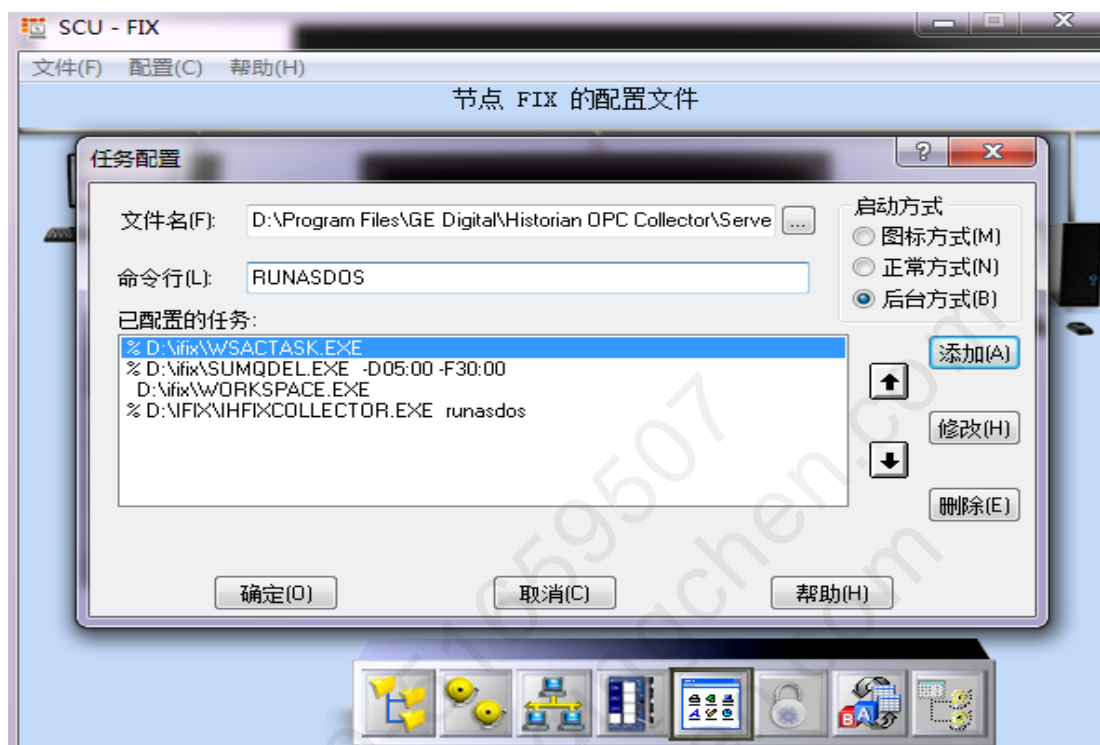 SCU - FIX
文件(F) 配置(C) 帮助(H)
节点 FIX 的配置文件
任务配置
文件名(F): D:\Program Files\GE Digital\Historian OPC Collector\Serve ...
启动方式
图标方式(M)
正常方式(N)
后台方式(B)
命令行(L): RUNASDOS
已配置的任务:
% D:\ifix\WSACTASK.EXE
% D:\ifix\SUMQDEL.EXE -D05:00 -F30:00
D:\ifix\WORKSPACE.EXE
% D:\IFIX\IHFIXCOLLECTOR.EXE runasdos
添加(A)
修改(H)
删除(E)
确定(O) 取消(C) 帮助(H)